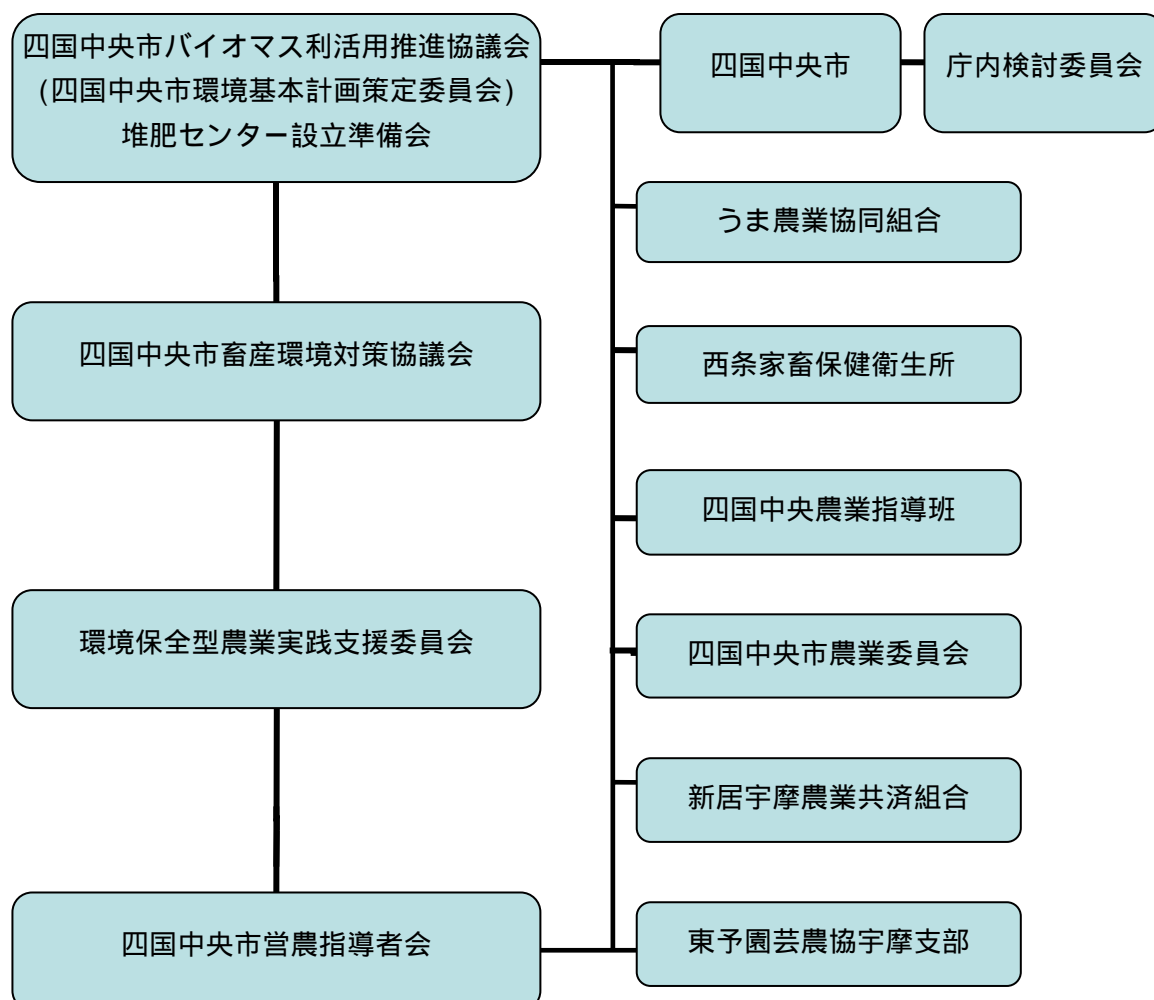 四国中央市バイオマス利活用推進協議会
(四国中央市環境基本計画策定委員会)
堆肥センター設立準備会
四国中央市
庁内検討委員会
うま農業協同組合
四国中央市畜産環境対策協議会
西条家畜保健衛生所
四国中央農業指導班
環境保全型農業実践支援委員会
四国中央市農業委員会
新居宇摩農業共済組合
四国中央市営農指導者会
東予園芸農協宇摩支部